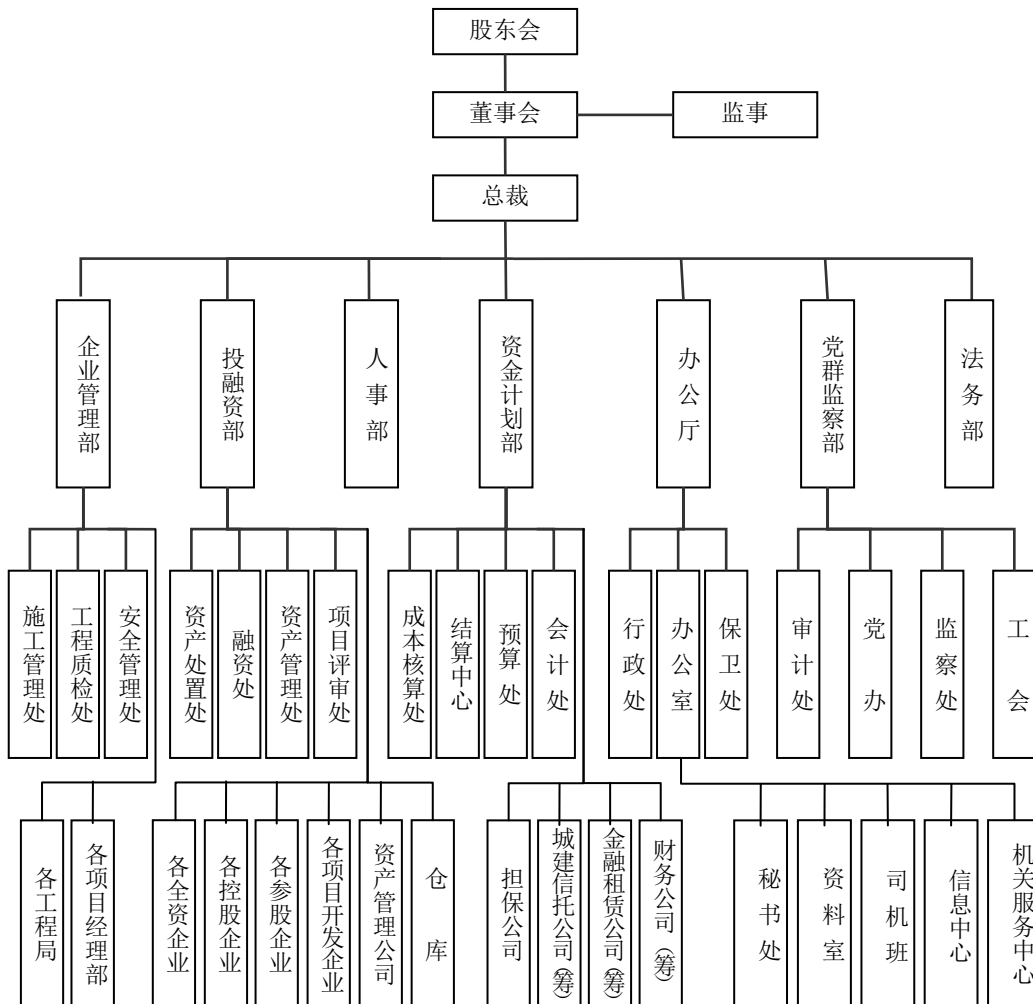 股东会
董事会
监事
总裁
企业管理部
投融资部
人事部
资金计划部
办公厅
党群监察部
法务部
施工管理处
工程质检处
安全管理处
资产处置处
融资处
资产管理处
项目评审处
成本核算处
结算中心
预算处
会计处
行政处
办公室
保卫处
审计处
党办
监察处
工会
各工程局
各项目经理部
各全资企业
各控股企业
各参股企业
各项目开发企业
资产管理公司
仓库
担保公司
城建信托公司（筹）
金融租赁公司（筹）
财务公司（筹）
秘书处
资料室
司机班
信息中心
机关服务中心